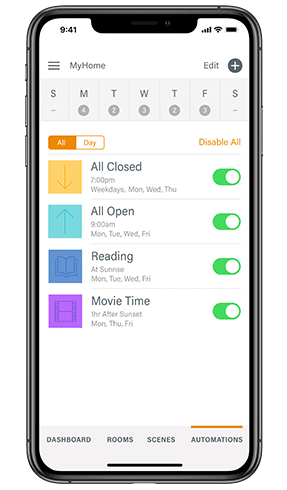 9:41
MyHome Edit
S M T W T F S
– 4 2 3 2 3 –
All Day Disable All
All Closed
7:00pm
Weekdays, Mon, Wed, Thu
All Open
9:00am
Mon, Tue, Wed, Fri
Reading
At Sunrise
Mon, Tue, Wed, Fri
Movie Time
1hr After Sunset
Mon, Thu, Fri
DASHBOARD ROOMS SCENES AUTOMATIONS